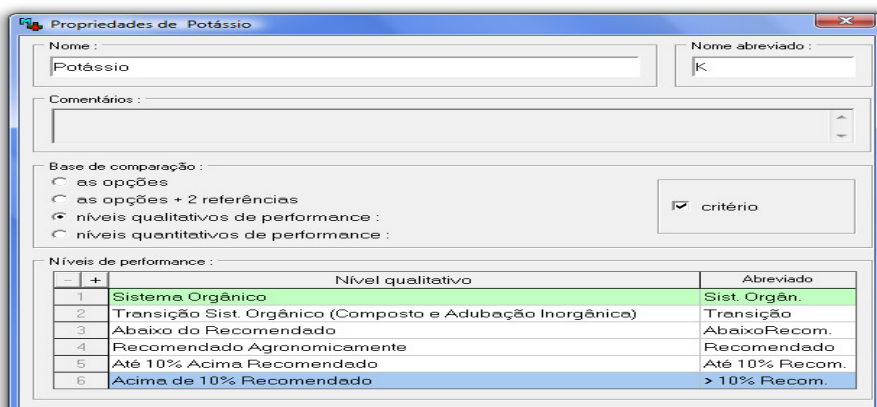 Propriedades de Potássio
Nome :
Nome abreviado :
Potássio
K
Comentários :
Base de comparação :
as opções
as opções + 2 referências
níveis qualitativos de performance :
níveis quantitativos de performance :
critério
Níveis de performance :
- + Nível qualitativo Abreviado
1 Sistema Orgânico Sist. Orgân.
2 Transição Sist. Orgânico (Composto e Adubação Inorgânica) Transição
3 Abaixo do Recomendado AbaixoRecom.
4 Recomendado Agronomicamente Recomendado
5 Até 10% Acima Recomendado Até 10% Recom.
6 Acima de 10% Recomendado > 10% Recom.